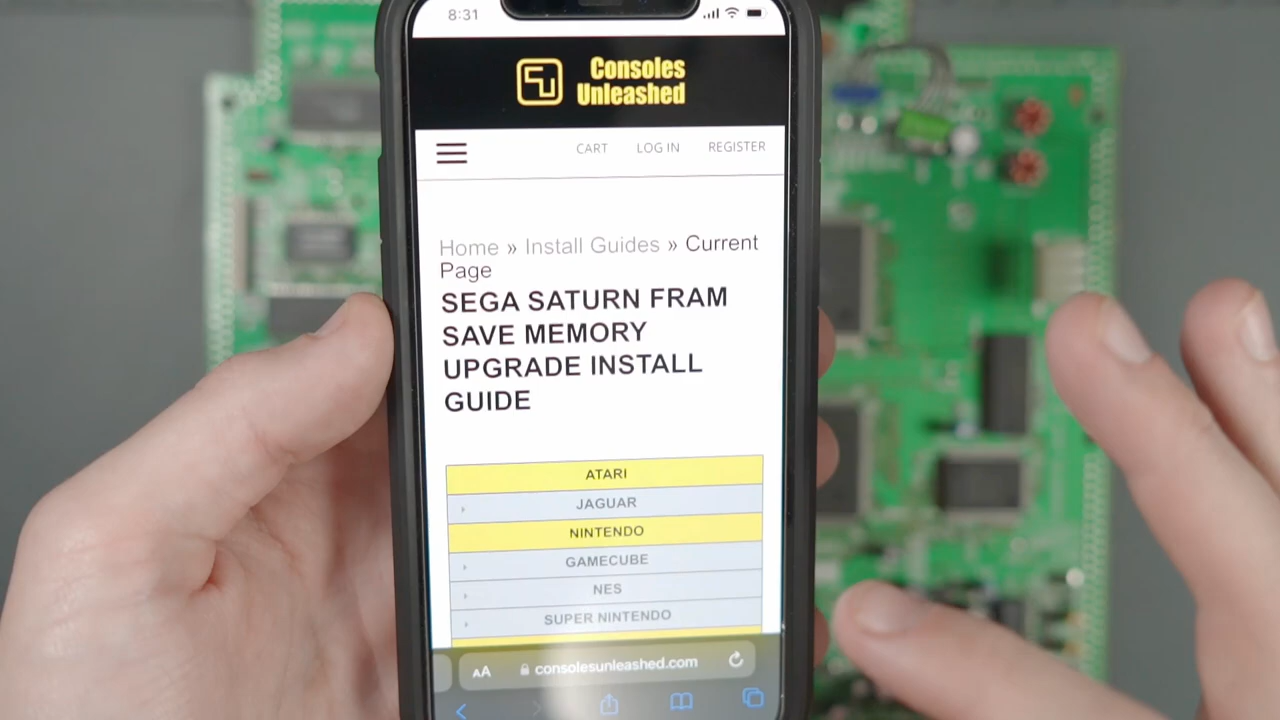 8:31
Consoles
Unleashed
CART LOG IN REGISTER
Home » Install Guides » Current
Page
SEGA SATURN FRAM
SAVE MEMORY
UPGRADE INSTALL
GUIDE
ATARI
JAGUAR
NINTENDO
GAMECUBE
NES
SUPER NINTENDO
AA consolesunleashed.com